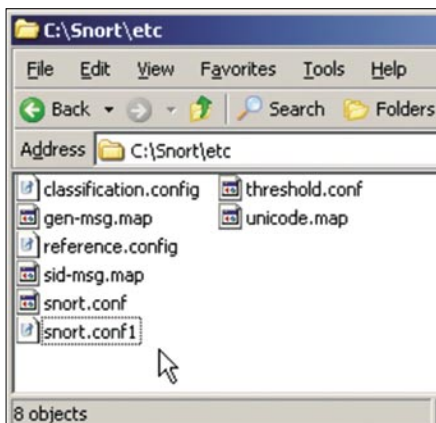 C:\Snort\etc
File Edit View Favorites Tools Help
Back Search Folders
Address C:\Snort\etc
classification.config threshold.conf
gen-msg.map unicode.map
reference.config
sid-msg.map
snort.conf
snort.conf1
8 objects